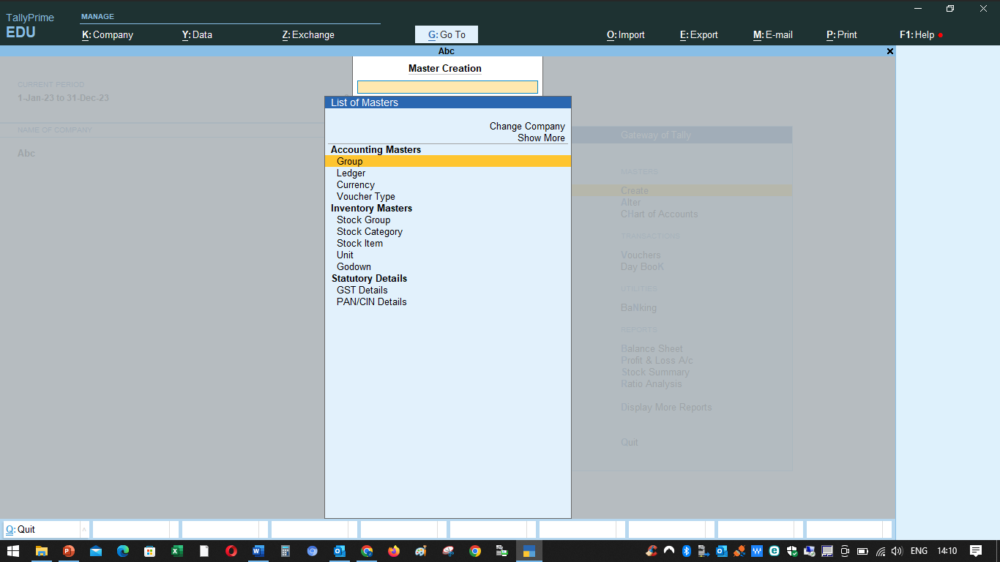 TallyPrime
EDU
MANAGE
K: Company
Y: Data
Z: Exchange
G: Go To
O: Import
E: Export
M: E-mail
P: Print
F1: Help
Abc
Master Creation
CURRENT PERIOD
1-Jan-23 to 31-Dec-23
NAME OF COMPANY
Abc
List of Masters
Change Company
Show More
Accounting Masters
Group
Ledger
Currency
Voucher Type
Inventory Masters
Stock Group
Stock Category
Stock Item
Unit
Godown
Statutory Details
GST Details
PAN/CIN Details
Gateway of Tally
MASTERS
Create
Alter
CHart of Accounts
TRANSACTIONS
Vouchers
Day BooK
UTILITIES
BaNking
REPORTS
Balance Sheet
Profit & Loss A/c
Stock Summary
Ratio Analysis
Display More Reports
Quit
Q: Quit
ENG
14:10